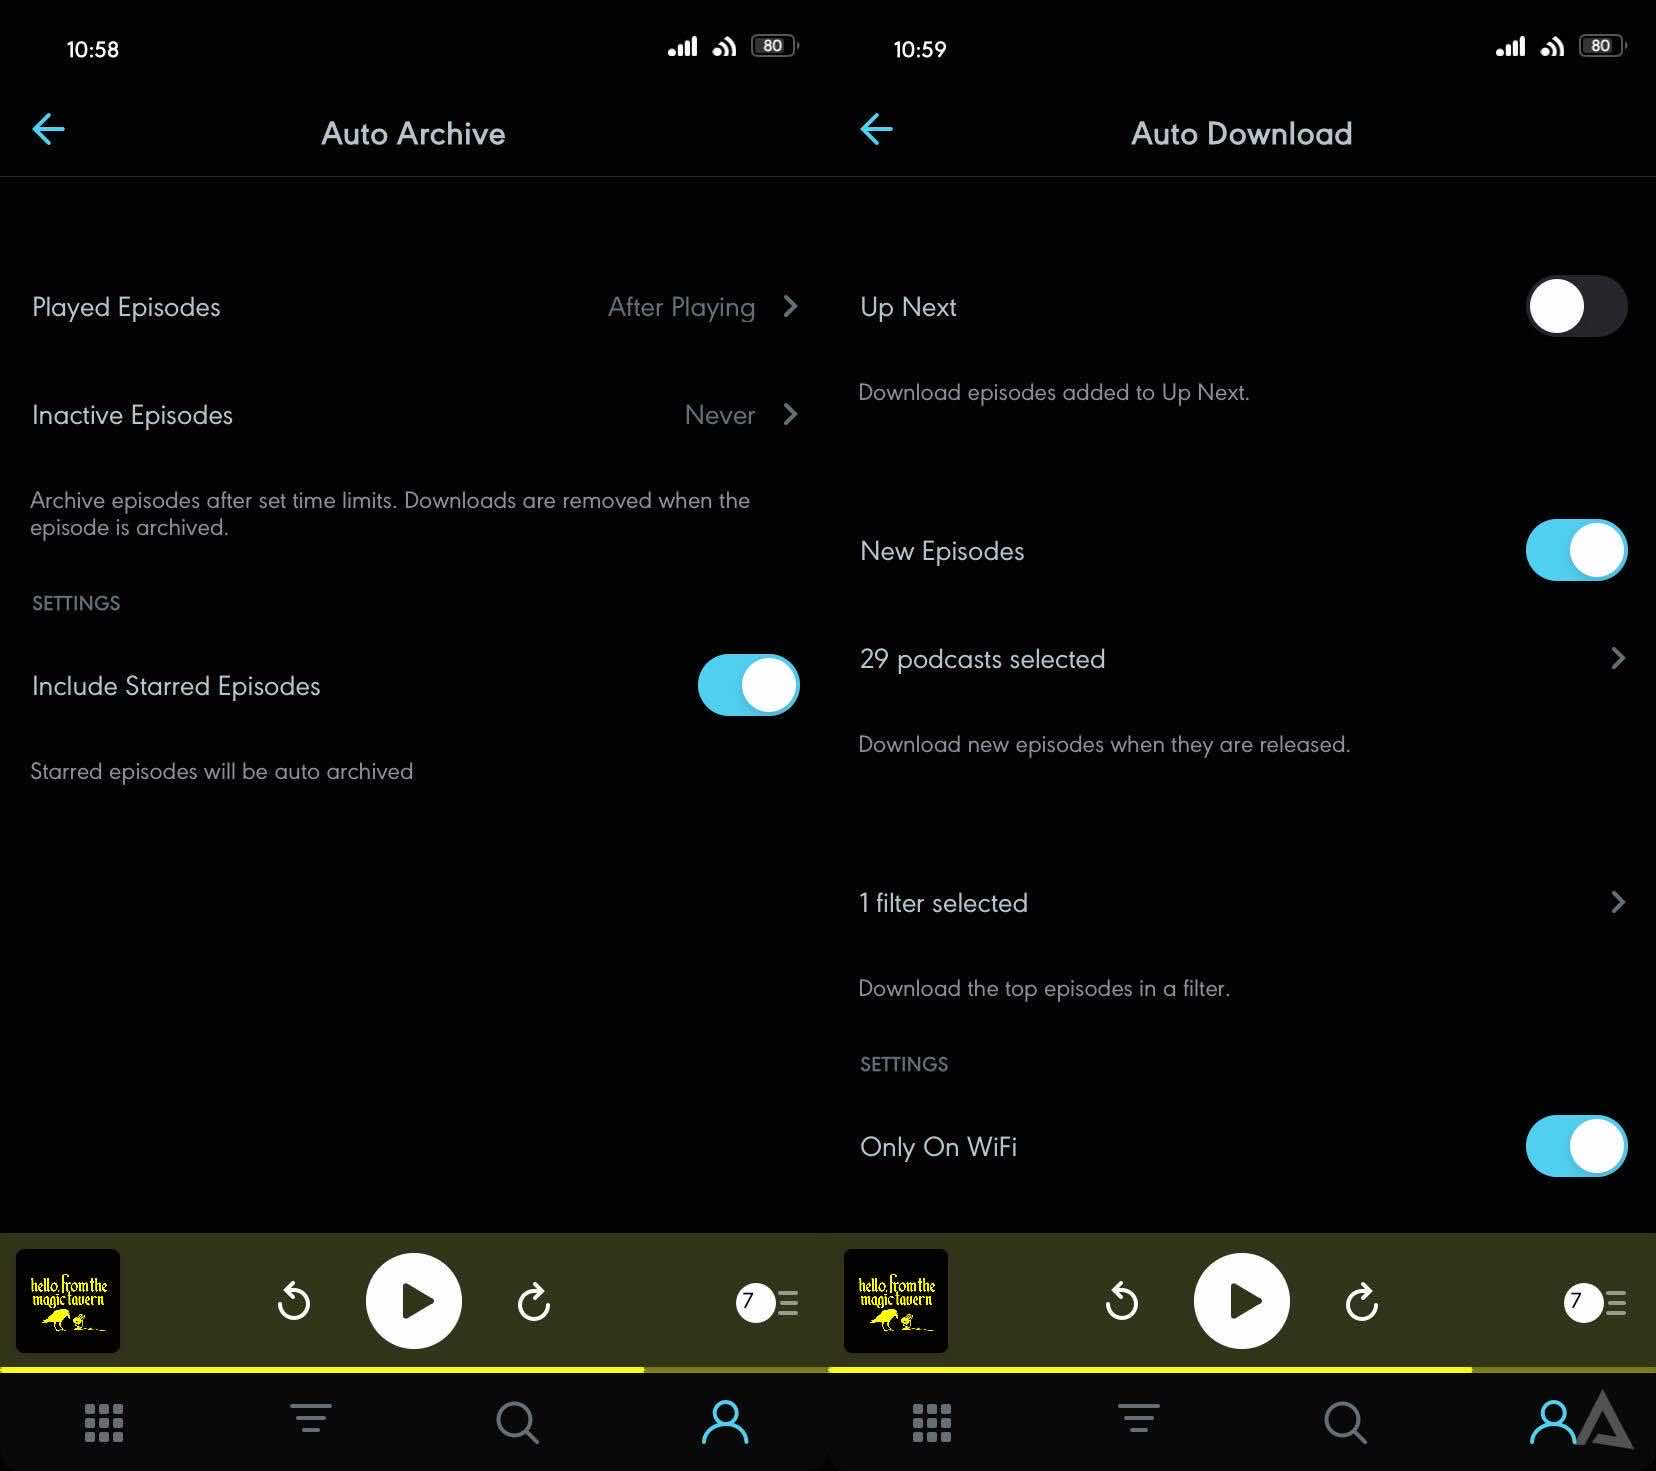 10:58
80
Auto Archive
Played Episodes
After Playing
Inactive Episodes
Never
Archive episodes after set time limits. Downloads are removed when the
episode is archived.
SETTINGS
Include Starred Episodes
Starred episodes will be auto archived
hello, from the
magic tavern
7
10:59
80
Auto Download
Up Next
Download episodes added to Up Next.
New Episodes
29 podcasts selected
Download new episodes when they are released.
1 filter selected
Download the top episodes in a filter.
SETTINGS
Only On WiFi
hello, from the
magic tavern
7